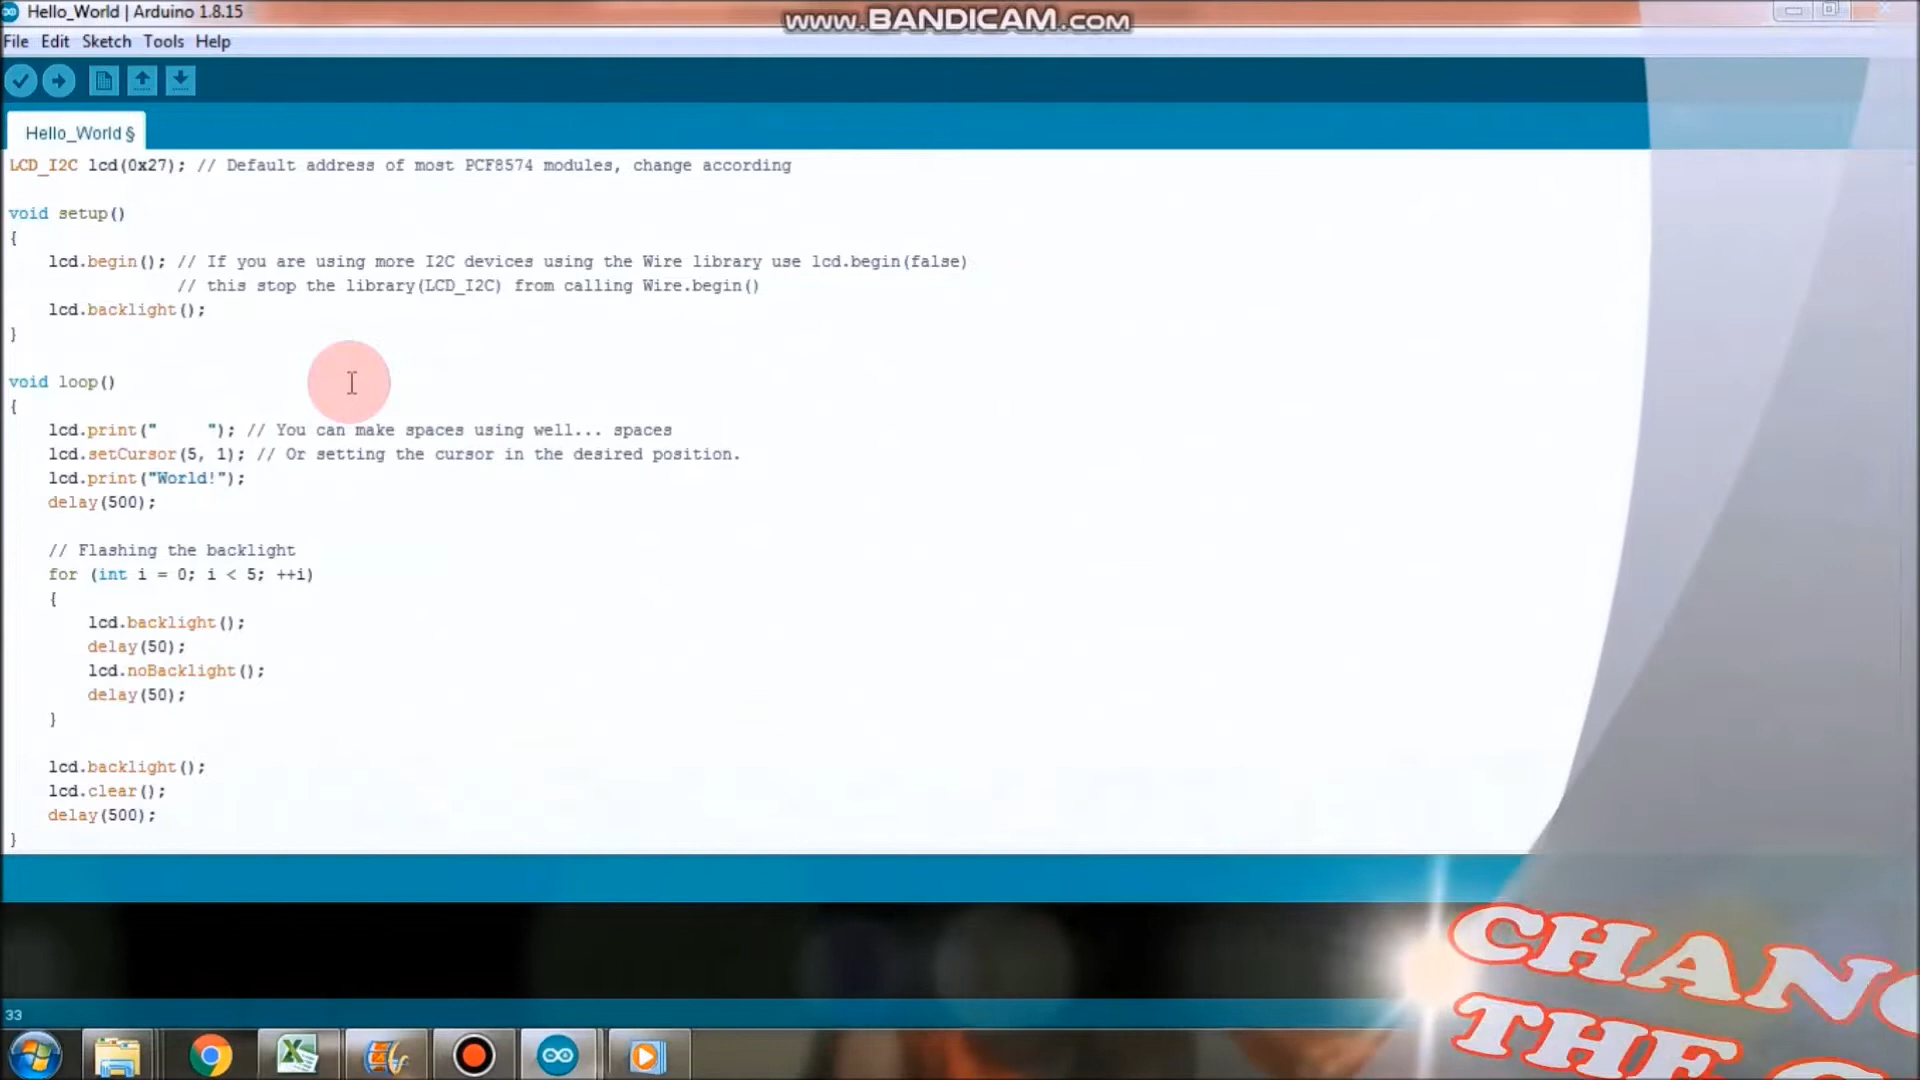 Hello_World | Arduino 1.8.15
www.BANDICAM.com
File Edit Sketch Tools Help
Hello_World §
LCD_I2C lcd(0x27); // Default address of most PCF8574 modules, change according
void setup()
{
lcd.begin(); // If you are using more I2C devices using the Wire library use lcd.begin(false)
// this stop the library(LCD_I2C) from calling Wire.begin()
lcd.backlight();
}
void loop()
{
lcd.print("     "); // You can make spaces using well... spaces
lcd.setCursor(5, 1); // Or setting the cursor in the desired position.
lcd.print("World!");
delay(500);
// Flashing the backlight
for (int i = 0; i < 5; ++i)
{
lcd.backlight();
delay(50);
lcd.noBacklight();
delay(50);
}
lcd.backlight();
lcd.clear();
delay(500);
}
CHANG
THE
33